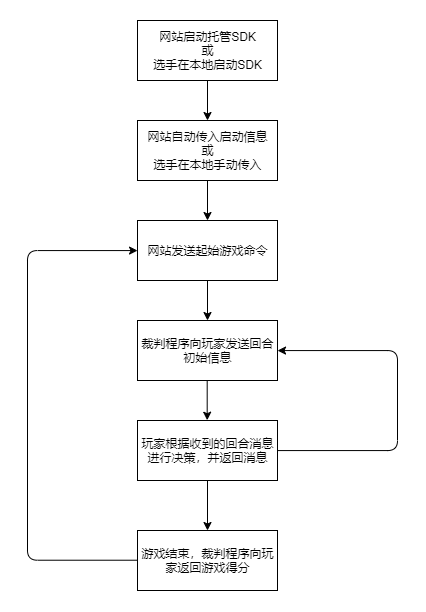 网站启动托管SDK
或
选手在本地启动SDK
网站自动传入启动信息
或
选手在本地手动传入
网站发送起始游戏命令
裁判程序向玩家发送回合
初始信息
玩家根据收到的回合消息
进行决策，并返回消息
游戏结束，裁判程序向玩
家返回游戏得分